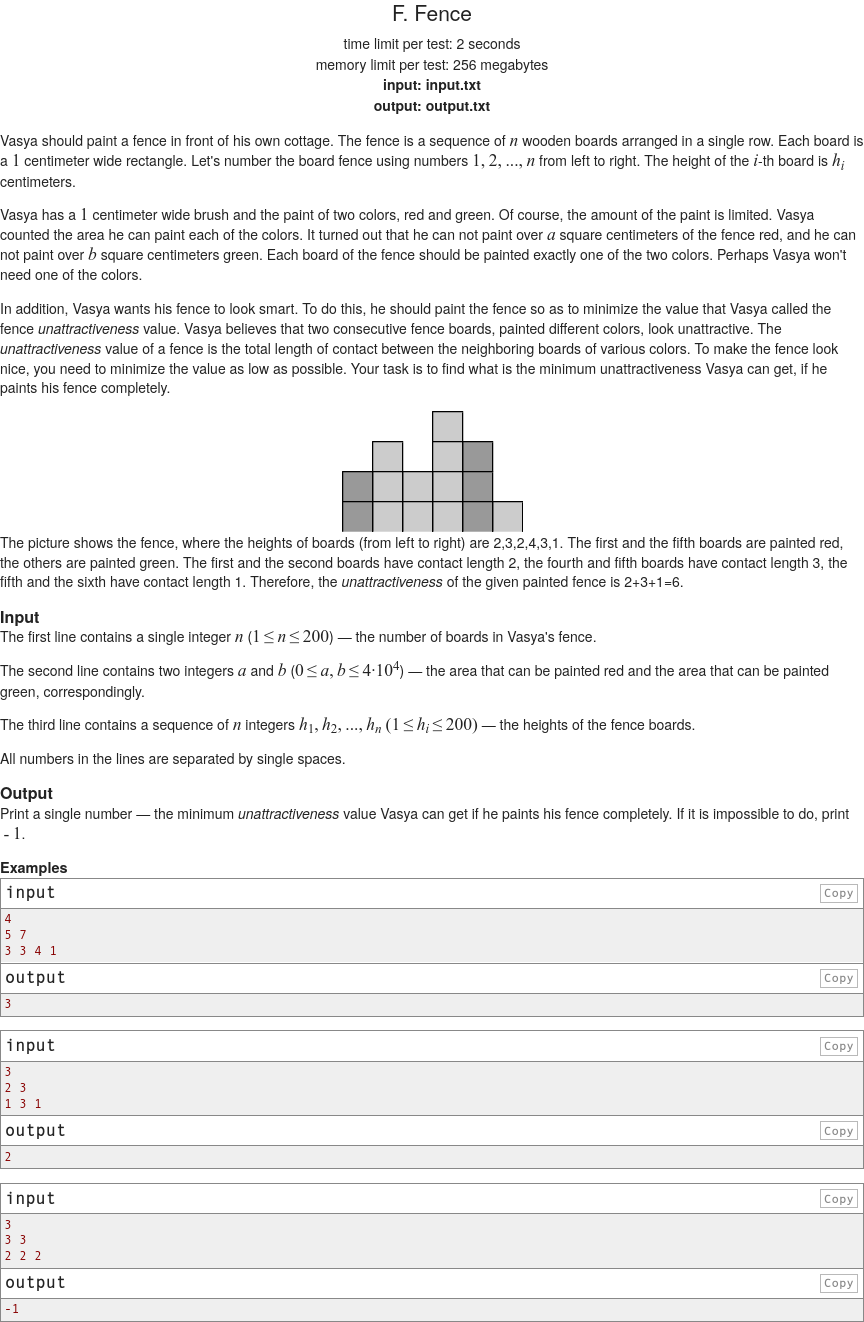 F. Fence
time limit per test: 2 seconds
memory limit per test: 256 megabytes
input: input.txt
output: output.txt
Vasya should paint a fence in front of his own cottage. The fence is a sequence of n wooden boards arranged in a single row. Each board is
a 1 centimeter wide rectangle. Let's number the board fence using numbers 1, 2, ..., n from left to right. The height of the i-th board is h_i
centimeters.
Vasya has a 1 centimeter wide brush and the paint of two colors, red and green. Of course, the amount of the paint is limited. Vasya
counted the area he can paint each of the colors. It turned out that he can not paint over a square centimeters of the fence red, and he can
not paint over b square centimeters green. Each board of the fence should be painted exactly one of the two colors. Perhaps Vasya won't
need one of the colors.
In addition, Vasya wants his fence to look smart. To do this, he should paint the fence so as to minimize the value that Vasya called the
fence unattractiveness value. Vasya believes that two consecutive fence boards, painted different colors, look unattractive. The
unattractiveness value of a fence is the total length of contact between the neighboring boards of various colors. To make the fence look
nice, you need to minimize the value as low as possible. Your task is to find what is the minimum unattractiveness Vasya can get, if he
paints his fence completely.
The picture shows the fence, where the heights of boards (from left to right) are 2,3,2,4,3,1. The first and the fifth boards are painted red,
the others are painted green. The first and the second boards have contact length 2, the fourth and fifth boards have contact length 3, the
fifth and the sixth have contact length 1. Therefore, the unattractiveness of the given painted fence is 2+3+1=6.
Input
The first line contains a single integer n (1 ≤ n ≤ 200) — the number of boards in Vasya's fence.
The second line contains two integers a and b (0 ≤ a, b ≤ 4·10^4) — the area that can be painted red and the area that can be painted
green, correspondingly.
The third line contains a sequence of n integers h_1, h_2, ..., h_n (1 ≤ h_i ≤ 200) — the heights of the fence boards.
All numbers in the lines are separated by single spaces.
Output
Print a single number — the minimum unattractiveness value Vasya can get if he paints his fence completely. If it is impossible to do, print
- 1.
Examples
input Copy
4
5 7
3 3 4 1
output Copy
3
input Copy
3
2 3
1 3 1
output Copy
2
input Copy
3
3 3
2 2 2
output Copy
-1